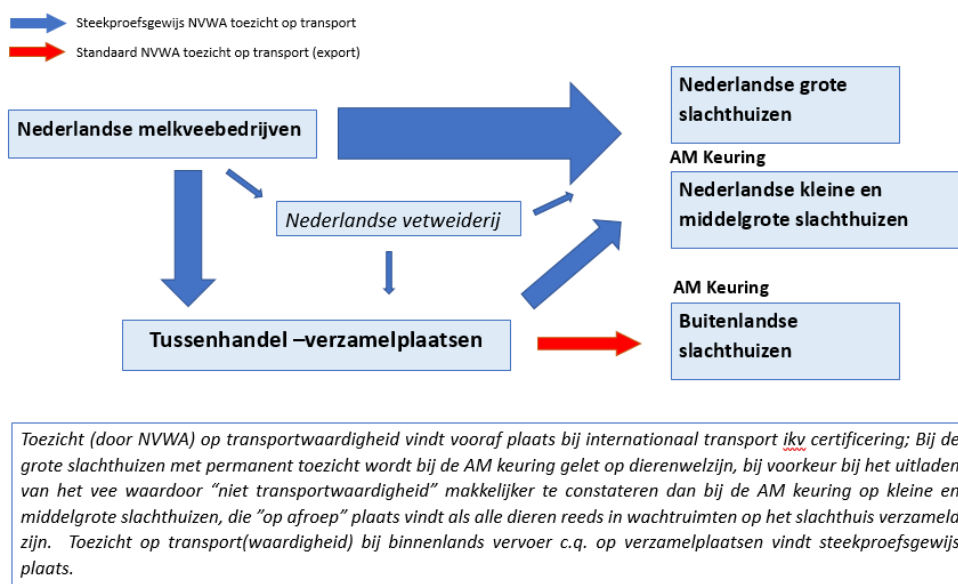 Steekproefsgewijs NVWA toezicht op transport
Standaard NVWA toezicht op transport (export)
Nederlandse melkveebedrijven
Nederlandse grote
slachthuizen
AM Keuring
Nederlandse kleine en
middelgrote slachthuizen
Nederlandse vetweiderij
AM Keuring
Tussenhandel –verzamelplaatsen
Buitenlandse
slachthuizen
Toezicht (door NVWA) op transportwaardigheid vindt vooraf plaats bij internationaal transport ikv certificering; Bij de
grote slachthuizen met permanent toezicht wordt bij de AM keuring gelet op dierenwelzijn, bij voorkeur bij het uitladen
van het vee waardoor “niet transportwaardigheid” makkelijker te constateren dan bij de AM keuring op kleine en
middelgrote slachthuizen, die ”op afroep” plaats vindt als alle dieren reeds in wachtruimten op het slachthuis verzameld
zijn. Toezicht op transport(waardigheid) bij binnenlands vervoer c.q. op verzamelplaatsen vindt steekproefsgewijs
plaats.